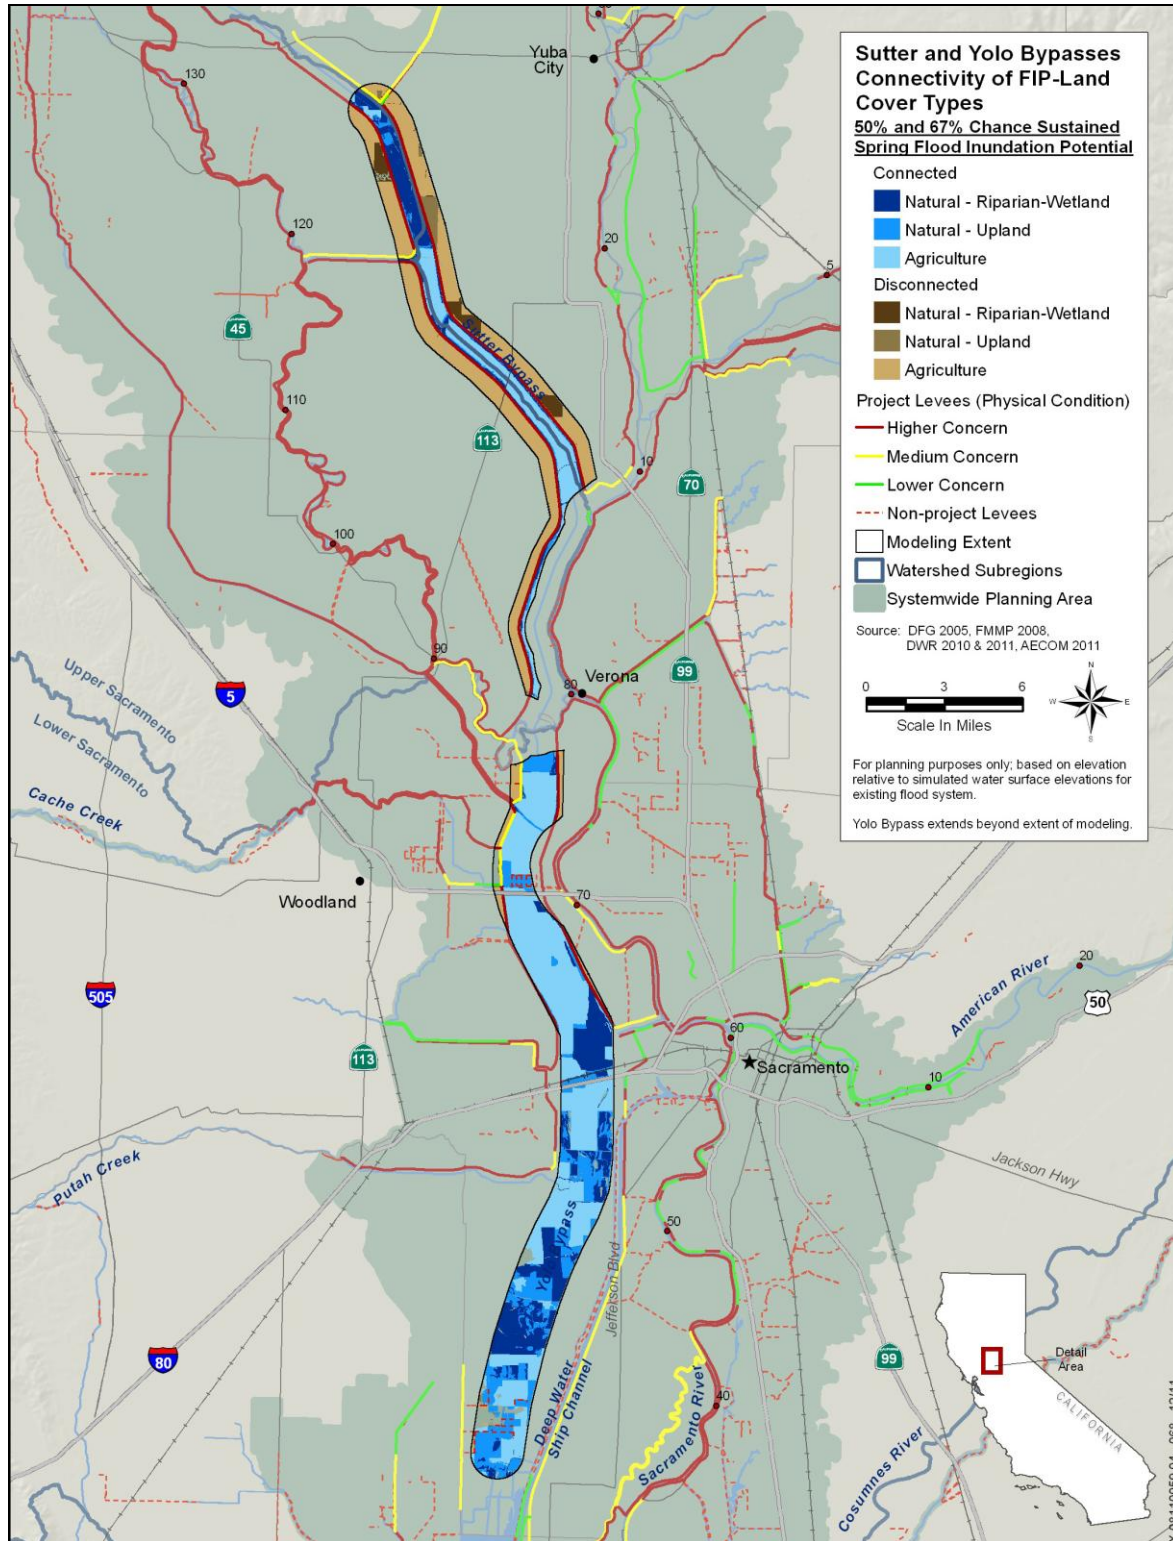 Sutter and Yolo Bypasses
Connectivity of FIP-Land
Cover Types
50% and 67% Chance Sustained
Spring Flood Inundation Potential
Connected
Natural - Riparian-Wetland
Natural - Upland
Agriculture
Disconnected
Natural - Riparian-Wetland
Natural - Upland
Agriculture
Project Levees (Physical Condition)
Higher Concern
Medium Concern
Lower Concern
Non-project Levees
Modeling Extent
Watershed Subregions
Systemwide Planning Area
Source: DFG 2005, FMMP 2008,
DWR 2010 & 2011, AECOM 2011
N
W
E
S
0
3
6
Scale In Miles
For planning purposes only; based on elevation
relative to simulated water surface elevations for
existing flood system.
Yolo Bypass extends beyond extent of modeling.
Yuba
City
130
120
20
5
45
Sutter Bypass
110
113
10
70
100
90
Upper Sacramento
5
Lower Sacramento
80
Verona
99
Cache Creek
Woodland
70
505
American River
20
50
113
60
Sacramento
10
Putah Creek
Jackson Hwy
50
Jefferson Blvd
80
Deep Water
Ship Channel
Sacramento River
40
99
Cosumnes River
Detail
Area
CALIFORNIA